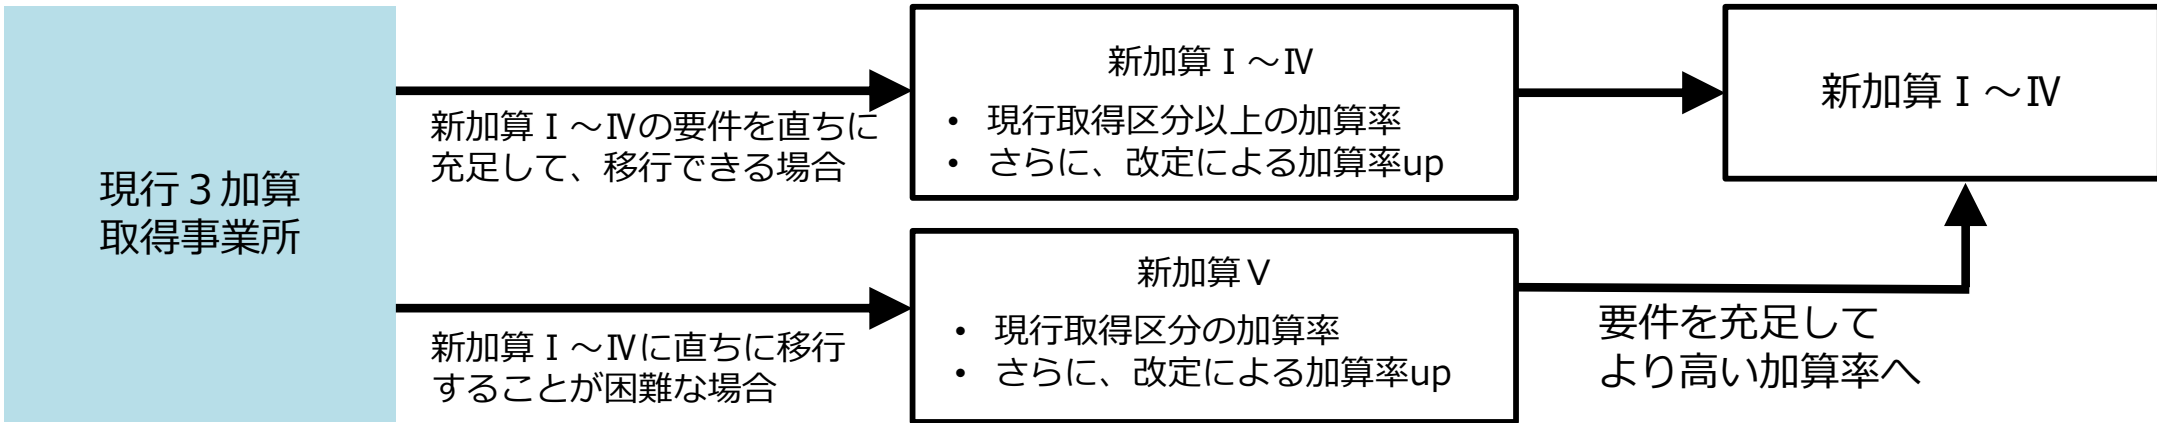 現行３加算
取得事業所
新加算Ⅰ～Ⅳの要件を直ちに
充足して、移行できる場合
新加算Ⅰ～Ⅳに直ちに移行
することが困難な場合
新加算Ⅰ～Ⅳ
• 現行取得区分以上の加算率
• さらに、改定による加算率up
新加算Ⅴ
• 現行取得区分の加算率
• さらに、改定による加算率up
要件を充足して
より高い加算率へ
新加算Ⅰ～Ⅳ